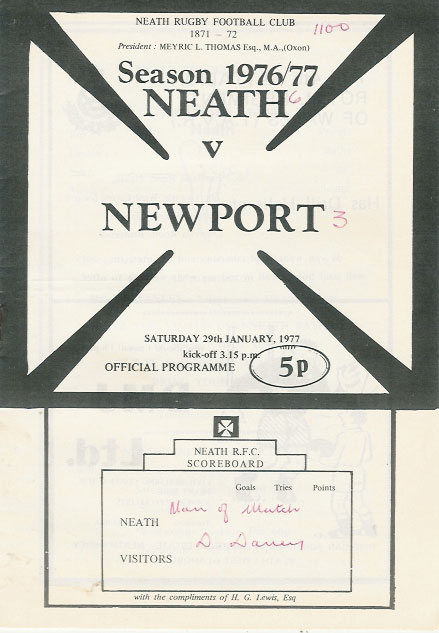 NEATH RUGBY FOOTBALL CLUB
1100
1871 – 72
President : MEYRIC L. THOMAS Esq., M.A.,(Oxon)
Season 1976/77
NEATH 6
V
NEWPORT 3
SATURDAY 29th JANUARY, 1977
kick-off 3.15 p.m.
OFFICIAL PROGRAMME 5p
NEATH R.F.C.
SCOREBOARD
Goals Tries Points
Man of Match
NEATH
D.
VISITORS
with the compliments of H. G. Lewis, Esq